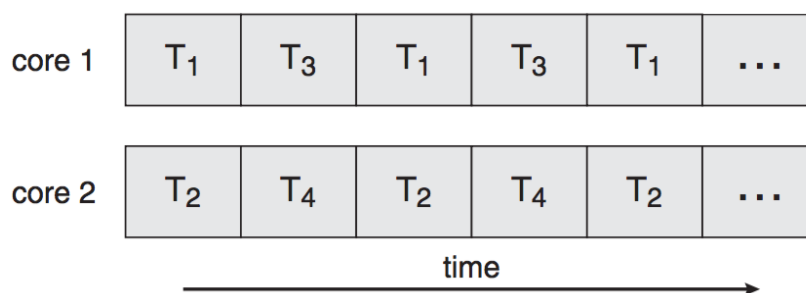 core 1 T₁ T₃ T₁ T₃ T₁ ...
core 2 T₂ T₄ T₂ T₄ T₂ ...
time